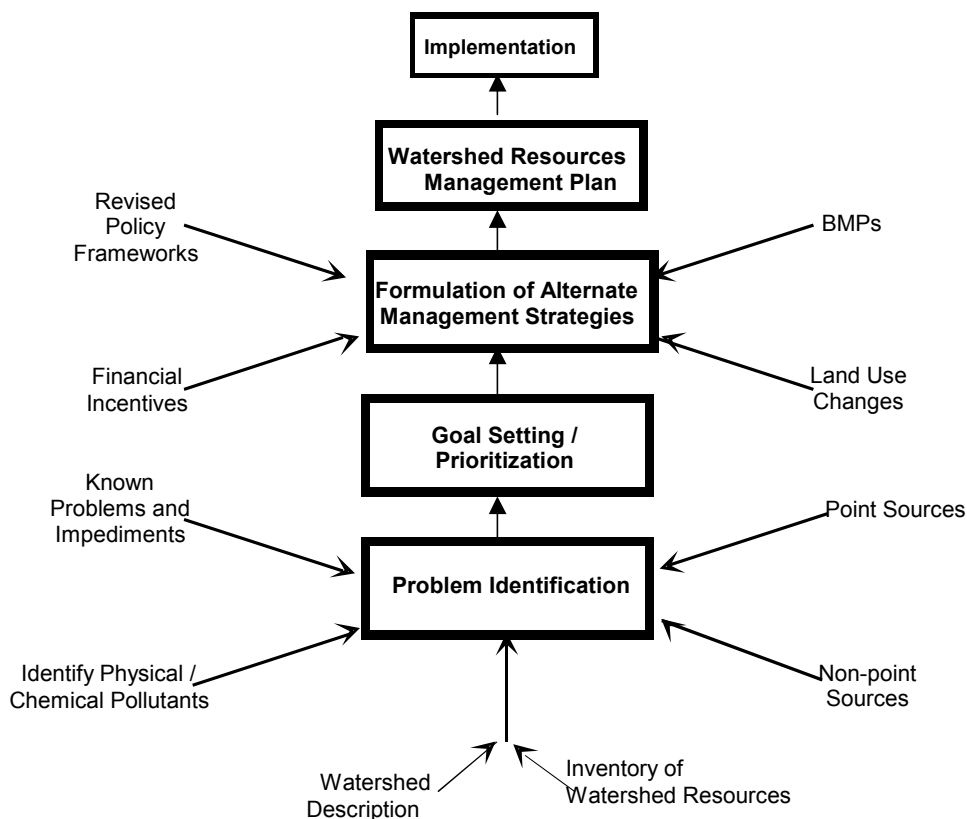 Implementation
Watershed Resources
Management Plan
Revised
Policy
Frameworks
BMPs
Formulation of Alternate
Management Strategies
Financial
Incentives
Land Use
Changes
Goal Setting /
Prioritization
Known
Problems and
Impediments
Point Sources
Problem Identification
Identify Physical /
Chemical Pollutants
Non-point
Sources
Watershed
Description
Inventory of
Watershed Resources